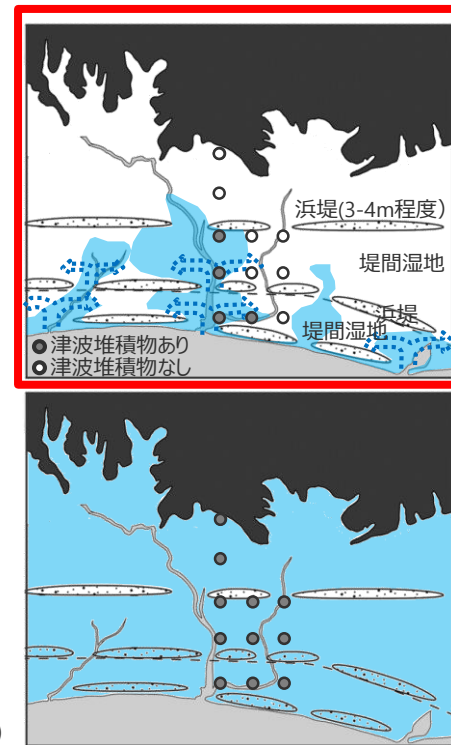 浜堤(3-4m程度)
堤間湿地
浜堤
堤間湿地
津波堆積物あり
津波堆積物なし
)